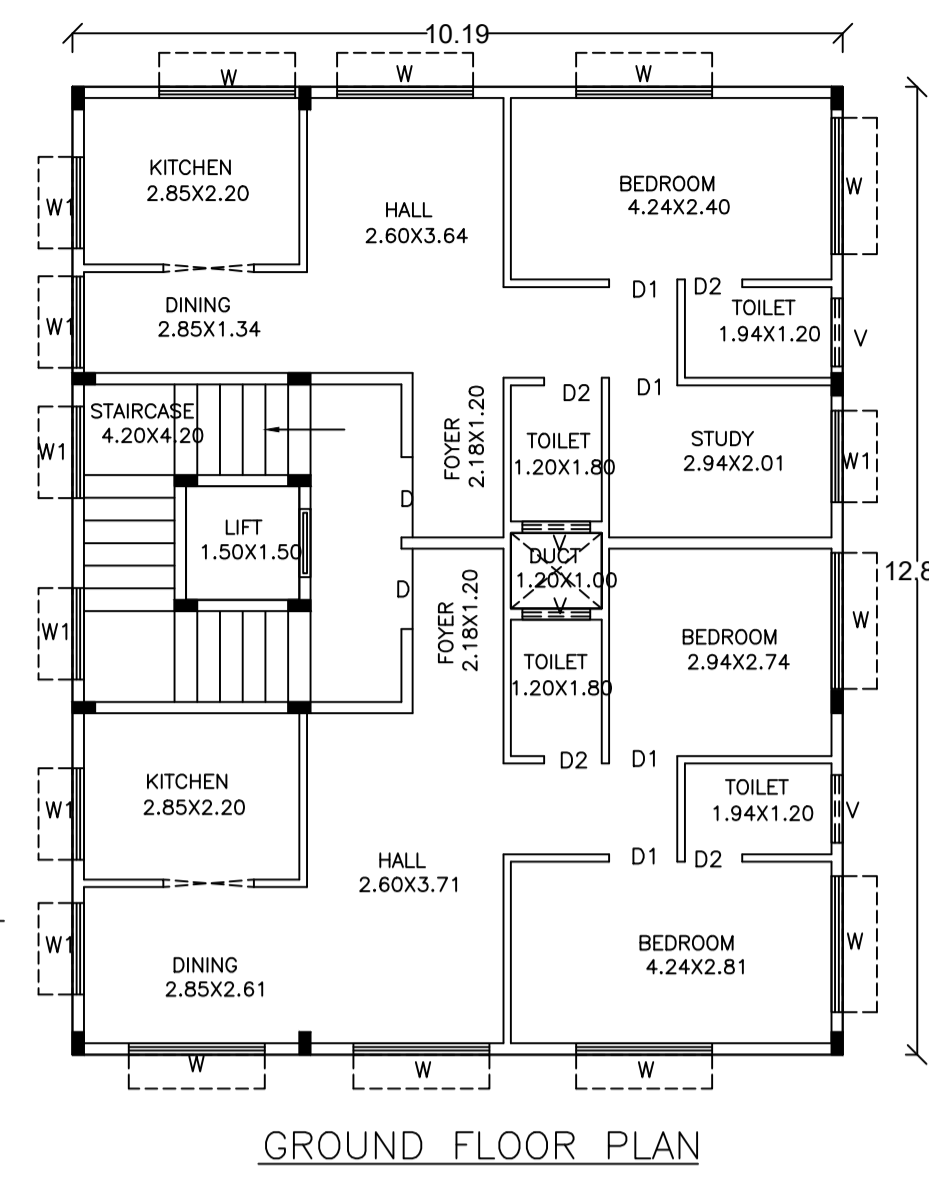 10.19
W
W
W
KITCHEN
2.85X2.20
HALL
2.60X3.64
BEDROOM
4.24X2.40
W
W1
D1
D2
DINING
2.85X1.34
TOILET
1.94X1.20
W1
V
STAIRCASE
4.20X4.20
W1
D2
D1
FOYER
2.18X1.20
TOILET
1.20X1.80
STUDY
2.94X2.01
W1
D
LIFT
1.50X1.50
V
DUCT
1.20X1.00
V
12.8
D
FOYER
2.18X1.20
W1
TOILET
1.20X1.80
BEDROOM
2.94X2.74
W
D2
D1
KITCHEN
2.85X2.20
W1
TOILET
1.94X1.20
V
HALL
2.60X3.71
D1
D2
W1
DINING
2.85X2.61
BEDROOM
4.24X2.81
W
W
W
W
GROUND FLOOR PLAN